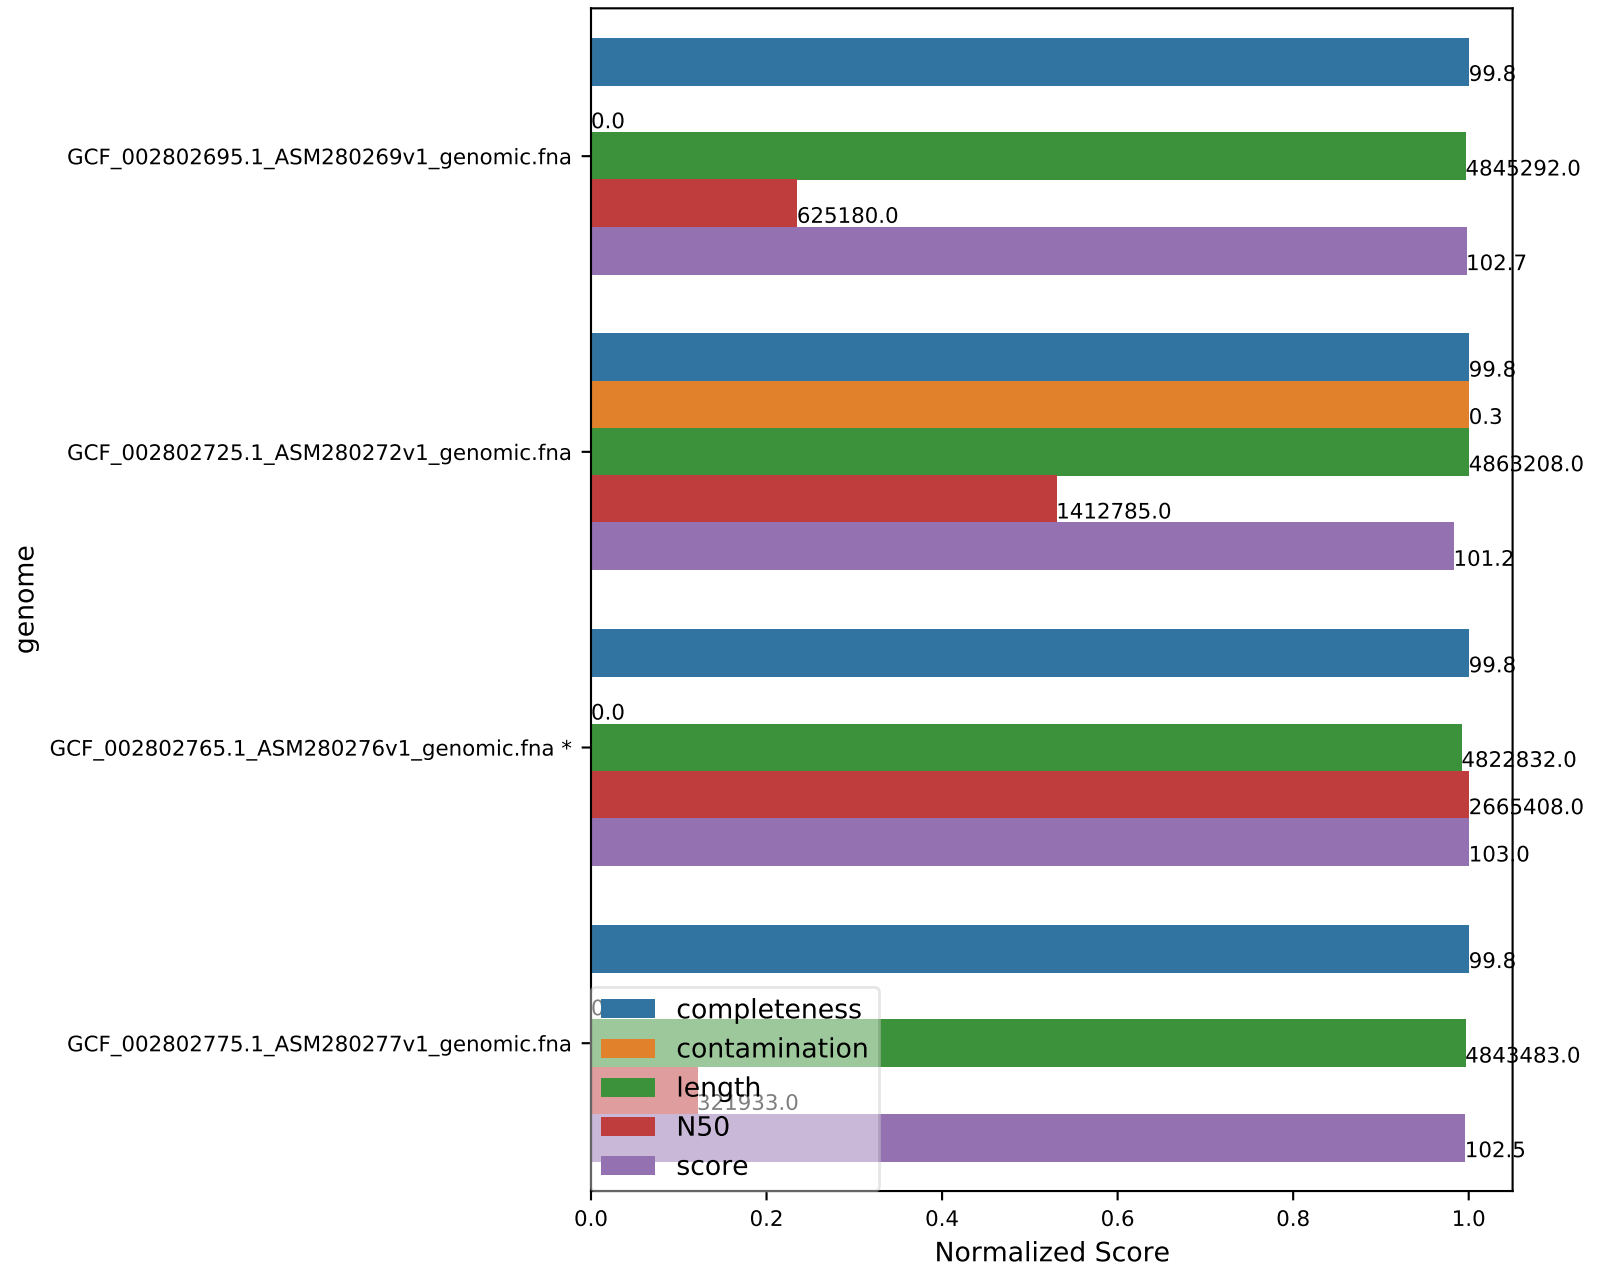 99.8
0.0
GCF_002802695.1_ASM280269v1_genomic.fna
4845292.0
625180.0
102.7
99.8
0.3
GCF_002802725.1_ASM280272v1_genomic.fna
4863208.0
1412785.0
101.2
genome
99.8
0.0
GCF_002802765.1_ASM280276v1_genomic.fna *
4822832.0
2665408.0
103.0
99.8
GCF_002802775.1_ASM280277v1_genomic.fna
4843483.0
321933.0
102.5
completeness
contamination
length
N50
score
0.0 0.2 0.4 0.6 0.8 1.0
Normalized Score